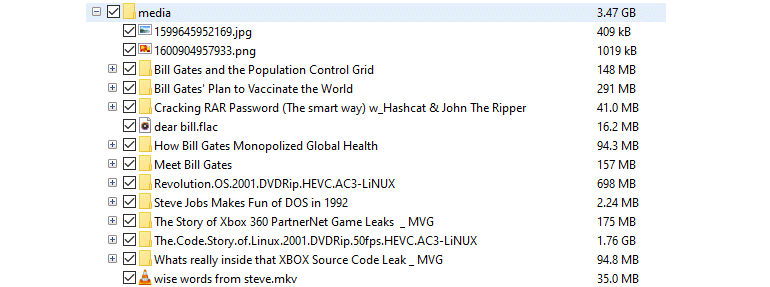 media 3.47 GB
1599645952169.jpg 409 kB
1600904957933.png 1019 kB
Bill Gates and the Population Control Grid 148 MB
Bill Gates' Plan to Vaccinate the World 291 MB
Cracking RAR Password (The smart way) w_Hashcat & John The Ripper 41.0 MB
dear bill.flac 16.2 MB
How Bill Gates Monopolized Global Health 94.3 MB
Meet Bill Gates 157 MB
Revolution.OS.2001.DVDRip.HEVC.AC3-LiNUX 698 MB
Steve Jobs Makes Fun of DOS in 1992 2.24 MB
The Story of Xbox 360 PartnerNet Game Leaks _ MVG 175 MB
The.Code.Story.of.Linux.2001.DVDRip.50fps.HEVC.AC3-LiNUX 1.76 GB
Whats really inside that XBOX Source Code Leak _ MVG 94.8 MB
wise words from steve.mkv 35.0 MB